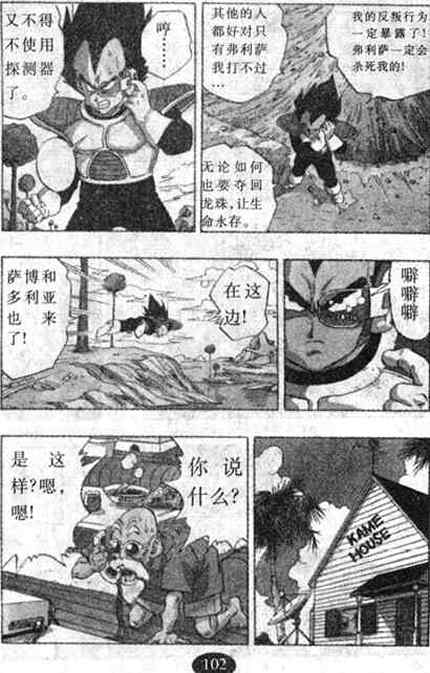 我的反叛行为
一定暴露了!
弗利萨一定会
杀死我的!
其他的人
都好对只
有弗利萨
我打不过
…
无论如何
也要夺回
龙珠,让生
命永存。
哼
……
又不得
不使用
探测器
了。
噼
噼
噼
在这
边!
萨博和
多利亚
也来
了!
KAME
HOUSE
你说
什么?
是这
样?嗯,
嗯!
102